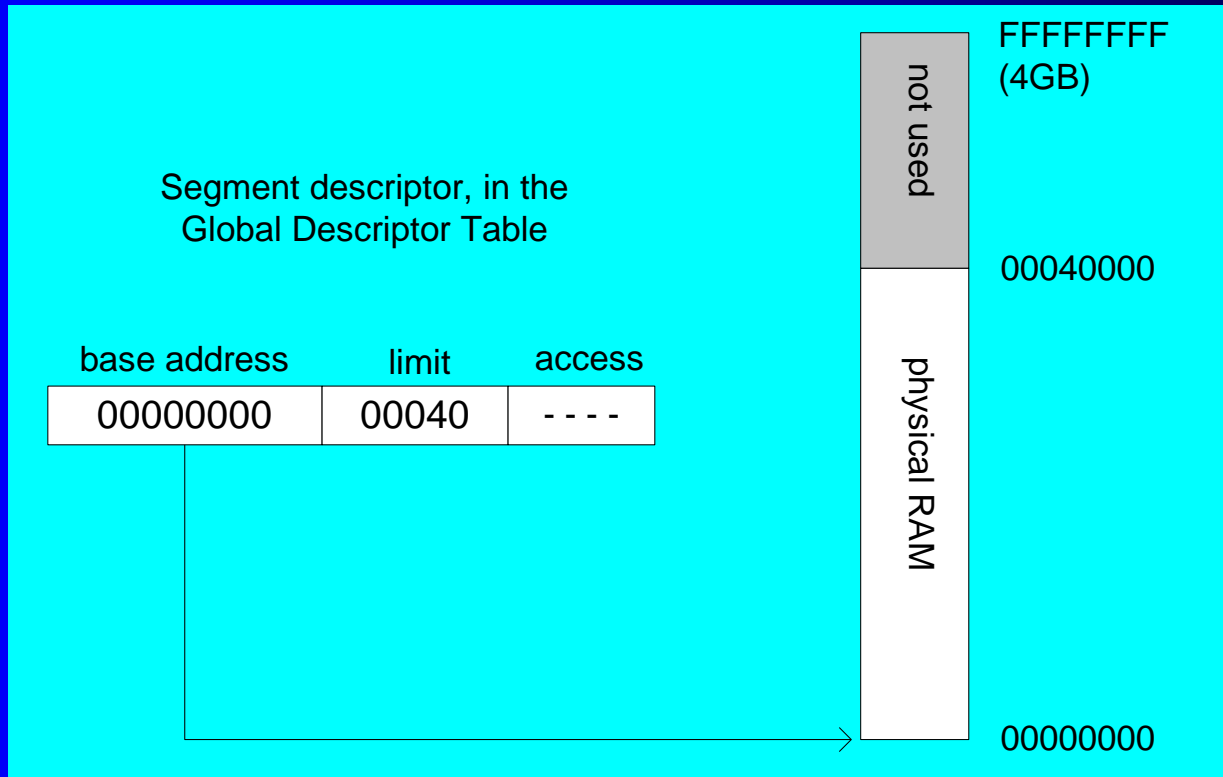 Segment descriptor, in the
Global Descriptor Table
base address
limit
access
00000000
00040
- - - -
FFFFFFFF
(4GB)
not used
00040000
physical RAM
00000000